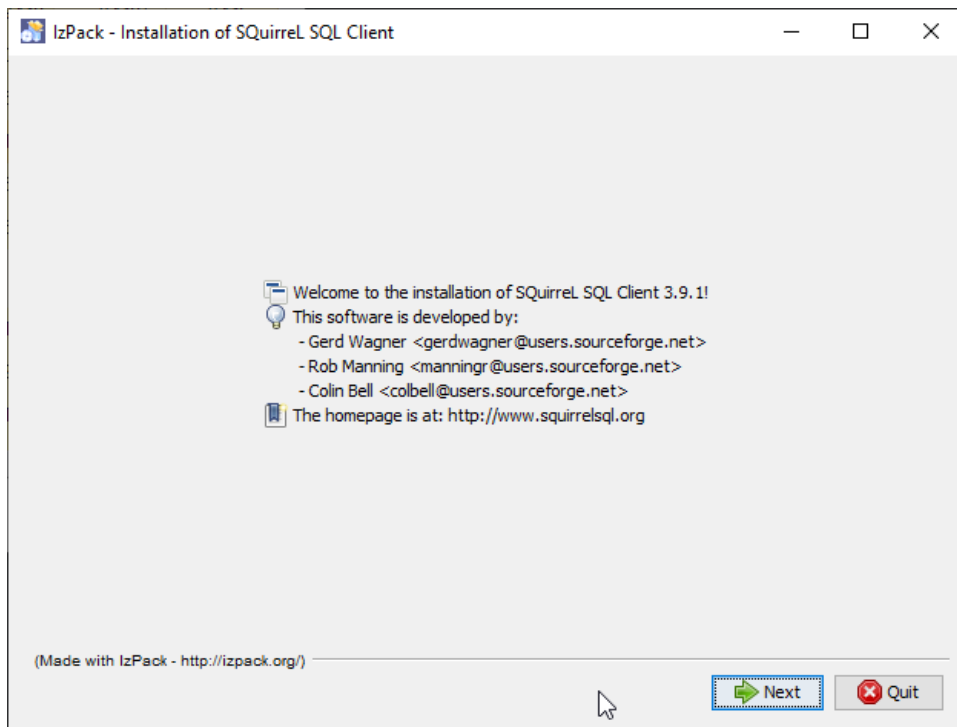 IzPack - Installation of SQuirreL SQL Client
Welcome to the installation of SQuirreL SQL Client 3.9.1!
This software is developed by:
- Gerd Wagner <gerdwagner@users.sourceforge.net>
- Rob Manning <manningr@users.sourceforge.net>
- Colin Bell <colbell@users.sourceforge.net>
The homepage is at: http://www.squirrelsql.org
(Made with IzPack - http://izpack.org/)
Next
Quit